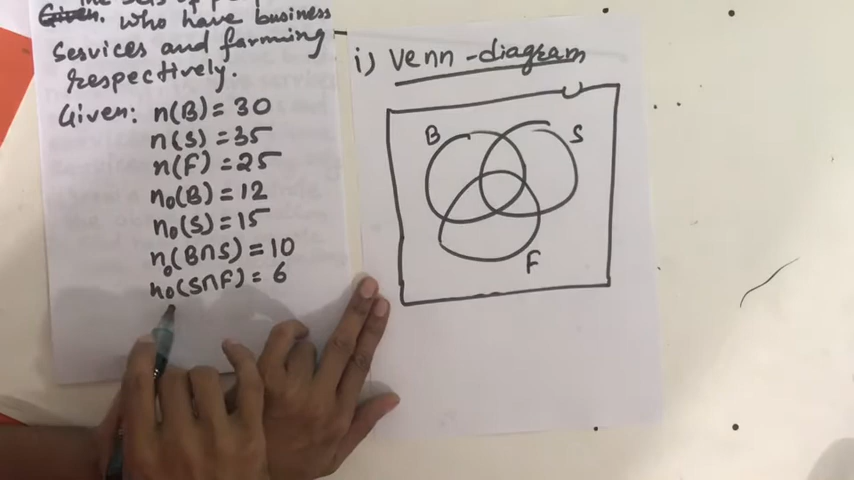 Given. who have business
Services and farming
respectively.
Given: n(B) = 30
n(S) = 35
n(F) = 25
n₀(B) = 12
n₀(S) = 15
n₀(B∩S) = 10
n₀(S∩F) = 6
i) Venn-diagram
B
S
F